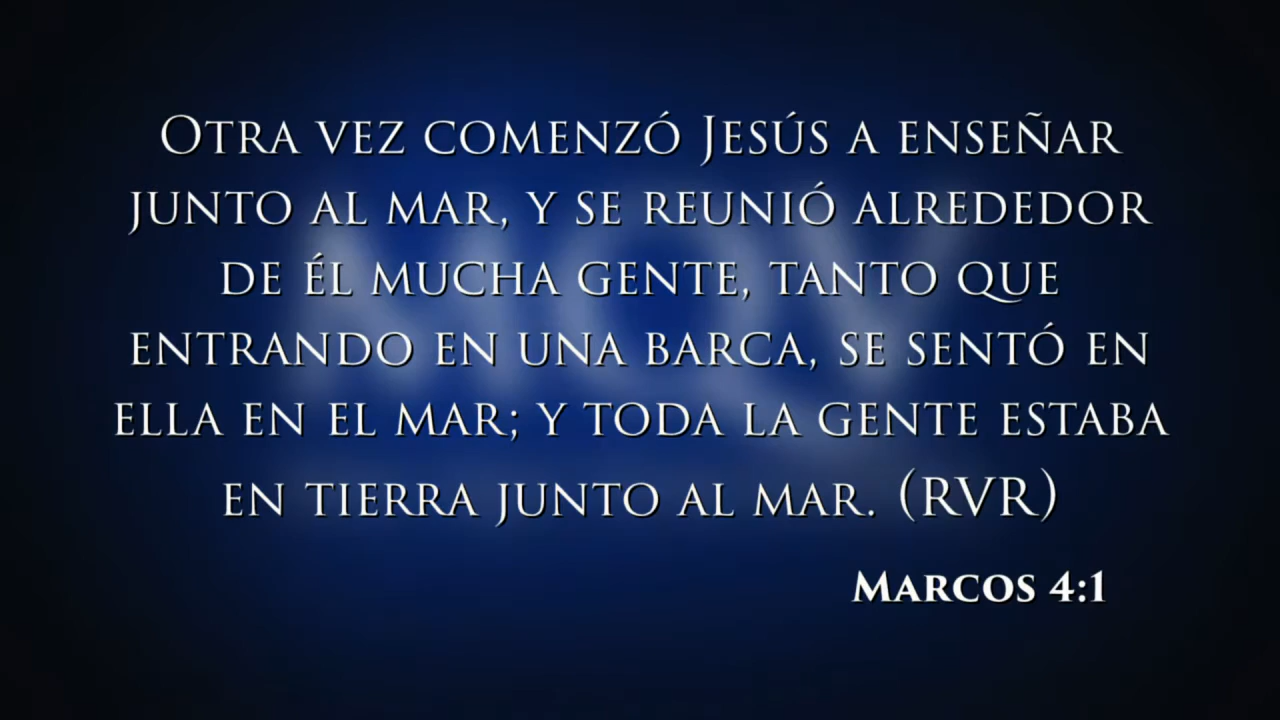 Otra vez comenzó Jesús a enseñar
junto al mar, y se reunió alrededor
de él mucha gente, tanto que
entrando en una barca, se sentó en
ella en el mar; y toda la gente estaba
en tierra junto al mar. (RVR)
Marcos 4:1